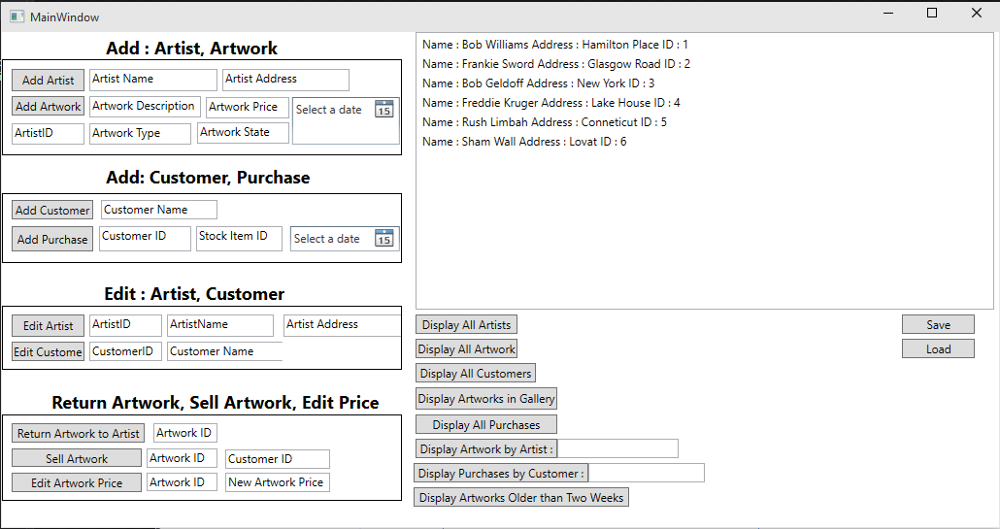 MainWindow
Add : Artist, Artwork
Add Artist Artist Name Artist Address
Add Artwork Artwork Description Artwork Price Select a date 15
ArtistID Artwork Type Artwork State
Add: Customer, Purchase
Add Customer Customer Name
Add Purchase Customer ID Stock Item ID Select a date 15
Edit : Artist, Customer
Edit Artist ArtistID ArtistName Artist Address
Edit Custome CustomerID Customer Name
Return Artwork, Sell Artwork, Edit Price
Return Artwork to Artist Artwork ID
Sell Artwork Artwork ID Customer ID
Edit Artwork Price Artwork ID New Artwork Price
Name : Bob Williams Address : Hamilton Place ID : 1
Name : Frankie Sword Address : Glasgow Road ID : 2
Name : Bob Geldoff Address : New York ID : 3
Name : Freddie Kruger Address : Lake House ID : 4
Name : Rush Limbah Address : Conneticut ID : 5
Name : Sham Wall Address : Lovat ID : 6
Display All Artists Save
Display All Artwork Load
Display All Customers
Display Artworks in Gallery
Display All Purchases
Display Artwork by Artist :
Display Purchases by Customer :
Display Artworks Older than Two Weeks